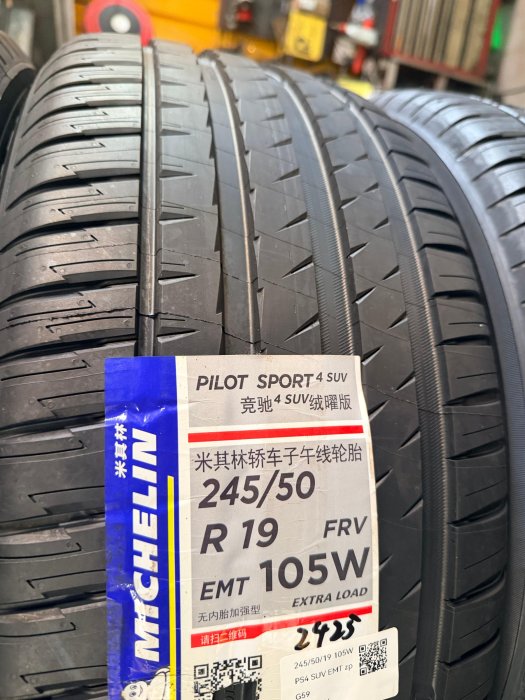 PILOT SPORT 4 SUV
竞驰 4 SUV 绒曜版
米其林
MICHELIN
米其林轿车子午线轮胎
245/50
R 19 FRV
EMT 105W
无内胎加强型 EXTRA LOAD
请扫二维码
2425
245/50/19 105W
PS4 SUV EMT zp
G59